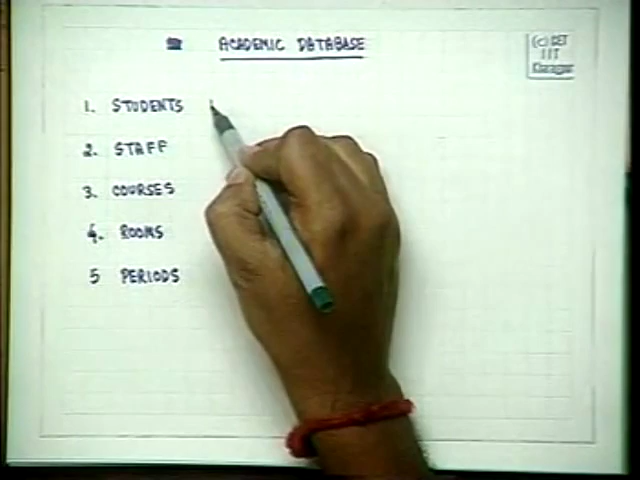 ACADEMIC DATABASE
(C) CET
IIT
Kharagpur
1. STUDENTS
2. STAFF
3. COURSES
4. ROOMS
5 PERIODS